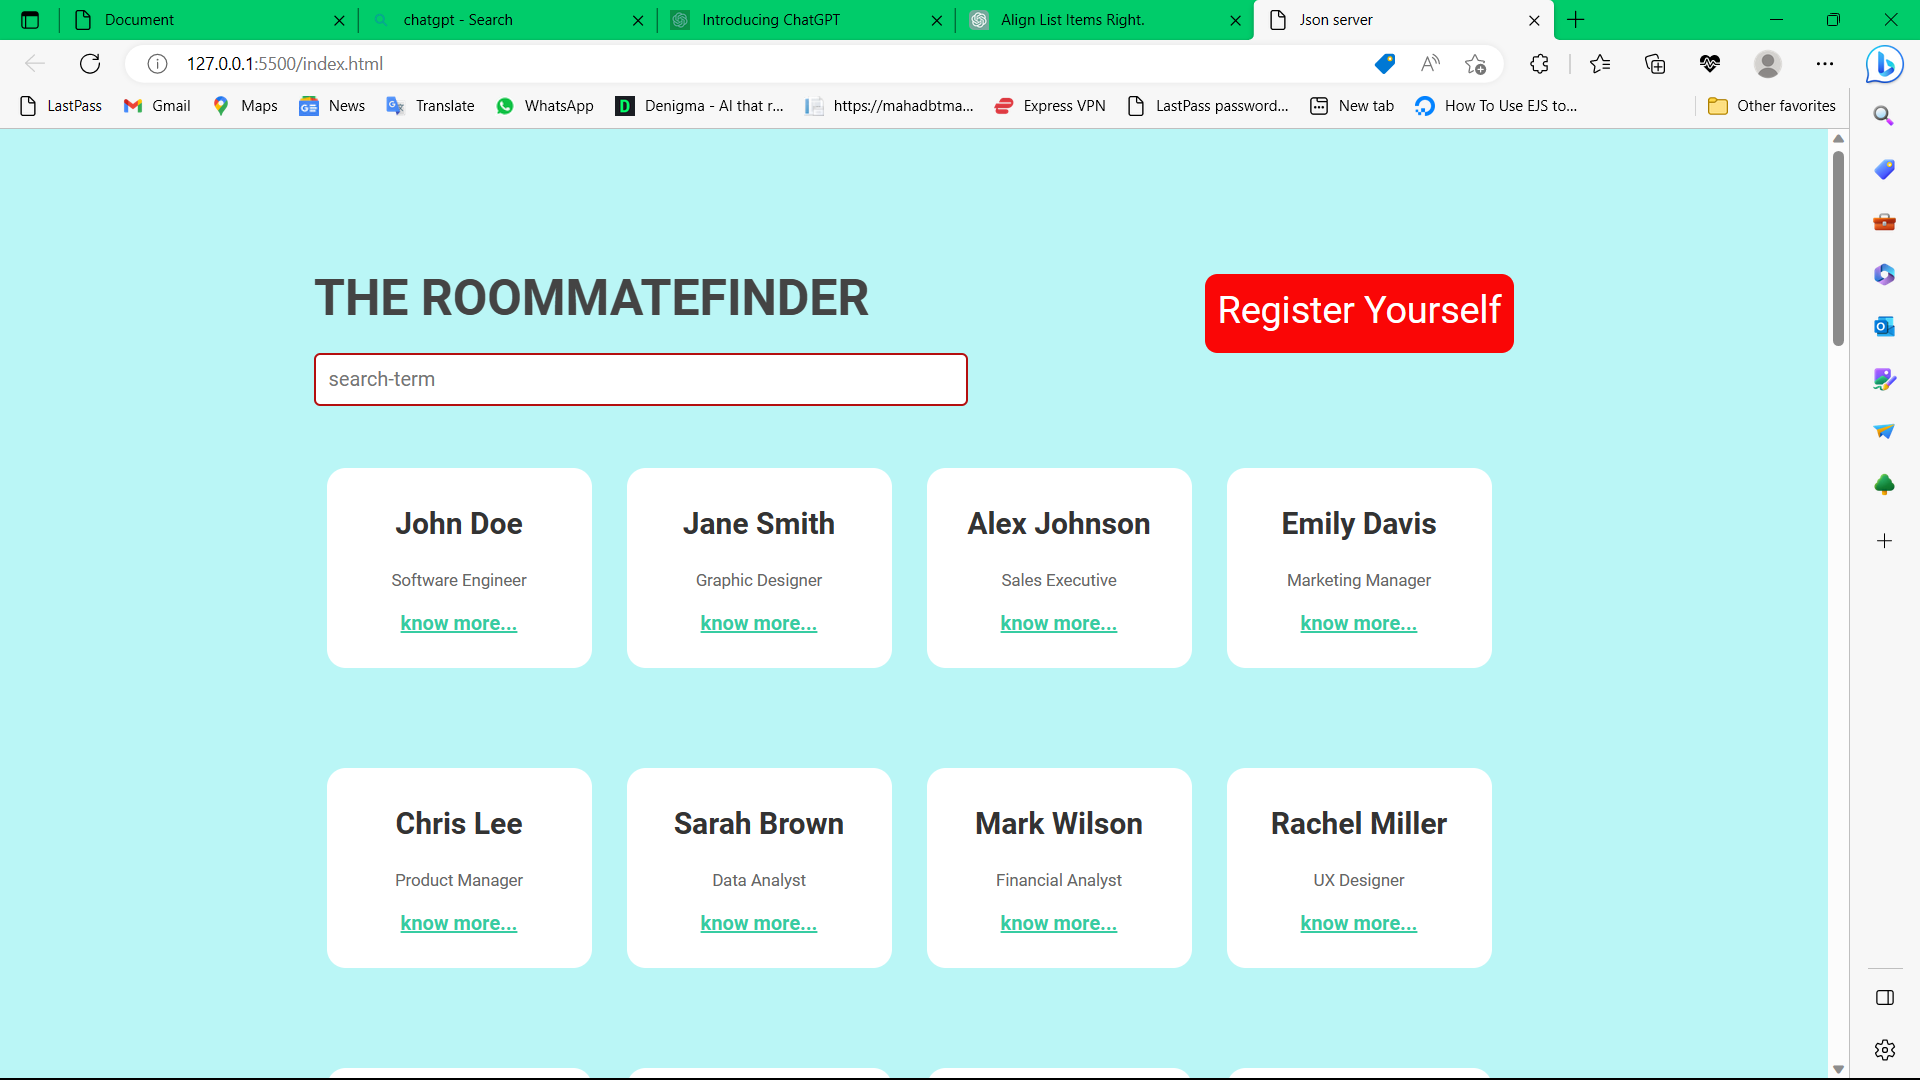 Document
chatgpt - Search
Introducing ChatGPT
Align List Items Right.
Json server
127.0.0.1:5500/index.html
LastPass
Gmail
Maps
News
Translate
WhatsApp
D
Denigma - AI that r...
https://mahadbtma...
Express VPN
LastPass password...
New tab
How To Use EJS to...
Other favorites
THE ROOMMATEFINDER
Register Yourself
search-term
John Doe
Software Engineer
know more...
Jane Smith
Graphic Designer
know more...
Alex Johnson
Sales Executive
know more...
Emily Davis
Marketing Manager
know more...
Chris Lee
Product Manager
know more...
Sarah Brown
Data Analyst
know more...
Mark Wilson
Financial Analyst
know more...
Rachel Miller
UX Designer
know more...